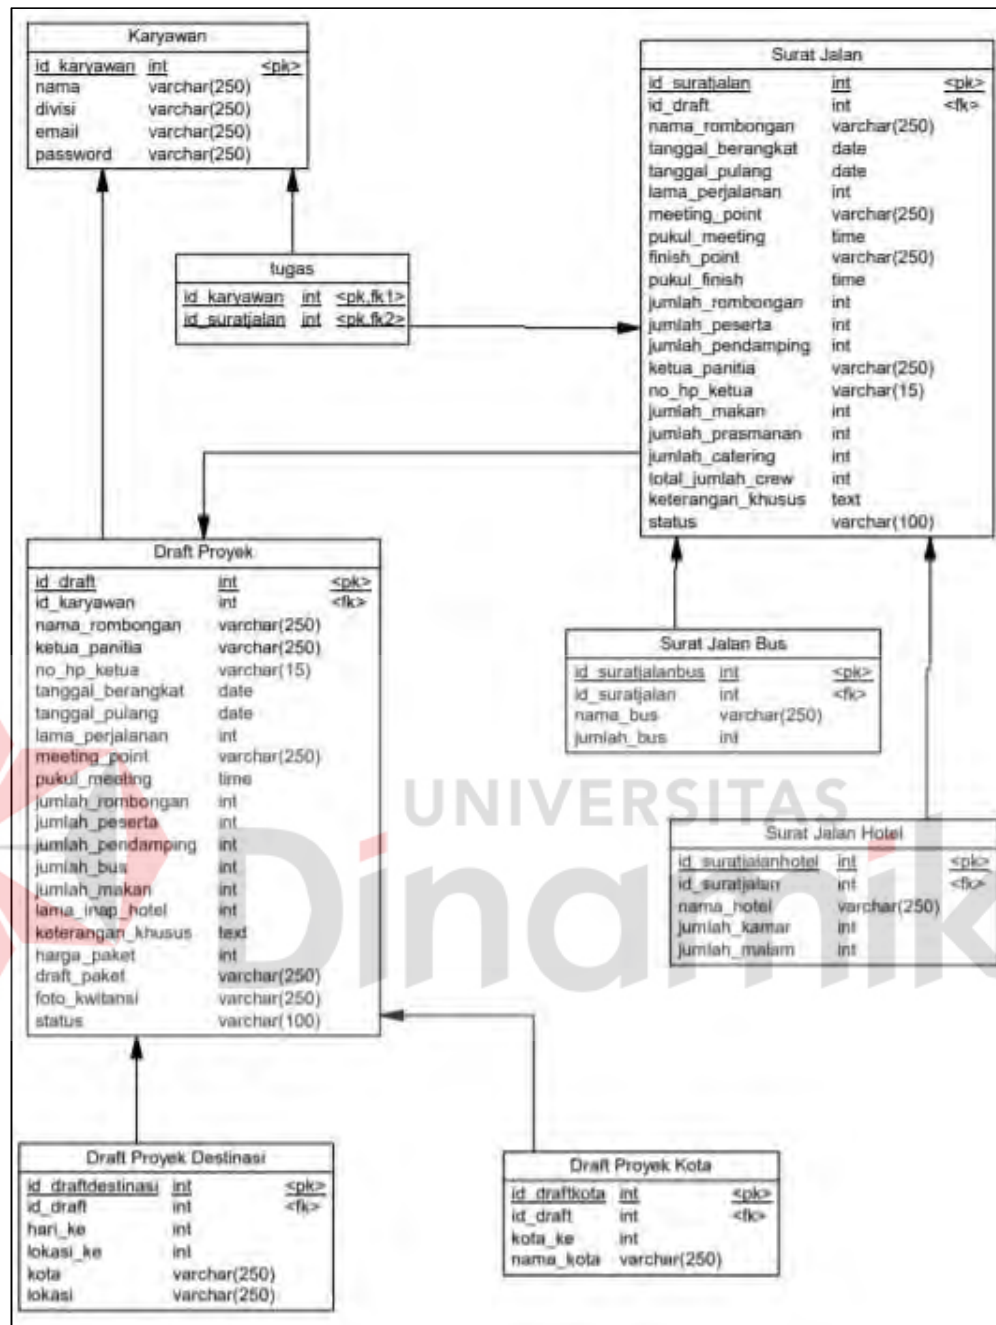 Karyawan
id_karyawan int <pk>
nama varchar(250)
divisi varchar(250)
email varchar(250)
password varchar(250)
Surat Jalan
id_suratjalan int <pk>
id_draft int <fk>
nama_rombongan varchar(250)
tanggal_berangkat date
tanggal_pulang date
lama_perjalanan int
meeting_point varchar(250)
pukul_meeting time
finish_point varchar(250)
pukul_finish time
jumlah_rombongan int
jumlah_peserta int
jumlah_pendamping int
ketua_panitia varchar(250)
no_hp_ketua varchar(15)
jumlah_makan int
jumlah_prasmanan int
jumlah_catering int
total_jumlah_crew int
keterangan_khusus text
status varchar(100)
tugas
id_karyawan int <pk,fk1>
id_suratjalan int <pk,fk2>
Draft Proyek
id_draft int <pk>
id_karyawan int <fk>
nama_rombongan varchar(250)
ketua_panitia varchar(250)
no_hp_ketua varchar(15)
tanggal_berangkat date
tanggal_pulang date
lama_perjalanan int
meeting_point varchar(250)
pukul_meeting time
jumlah_rombongan int
jumlah_peserta int
jumlah_pendamping int
jumlah_bus int
jumlah_makan int
lama_inap_hotel int
keterangan_khusus text
harga_paket int
draft_paket varchar(250)
foto_kwitansi varchar(250)
status varchar(100)
Surat Jalan Bus
id_suratjalanbus int <pk>
id_suratjalan int <fk>
nama_bus varchar(250)
jumlah_bus int
UNIVERSITAS
Dinamik
Surat Jalan Hotel
id_suratjalanhotel int <pk>
id_suratjalan int <fk>
nama_hotel varchar(250)
jumlah_kamar int
jumlah_malam int
Draft Proyek Destinasi
id_draftdestinasi int <pk>
id_draft int <fk>
hari_ke int
lokasi_ke int
kota varchar(250)
lokasi varchar(250)
Draft Proyek Kota
id_draftkota int <pk>
id_draft int <fk>
kota_ke int
nama_kota varchar(250)